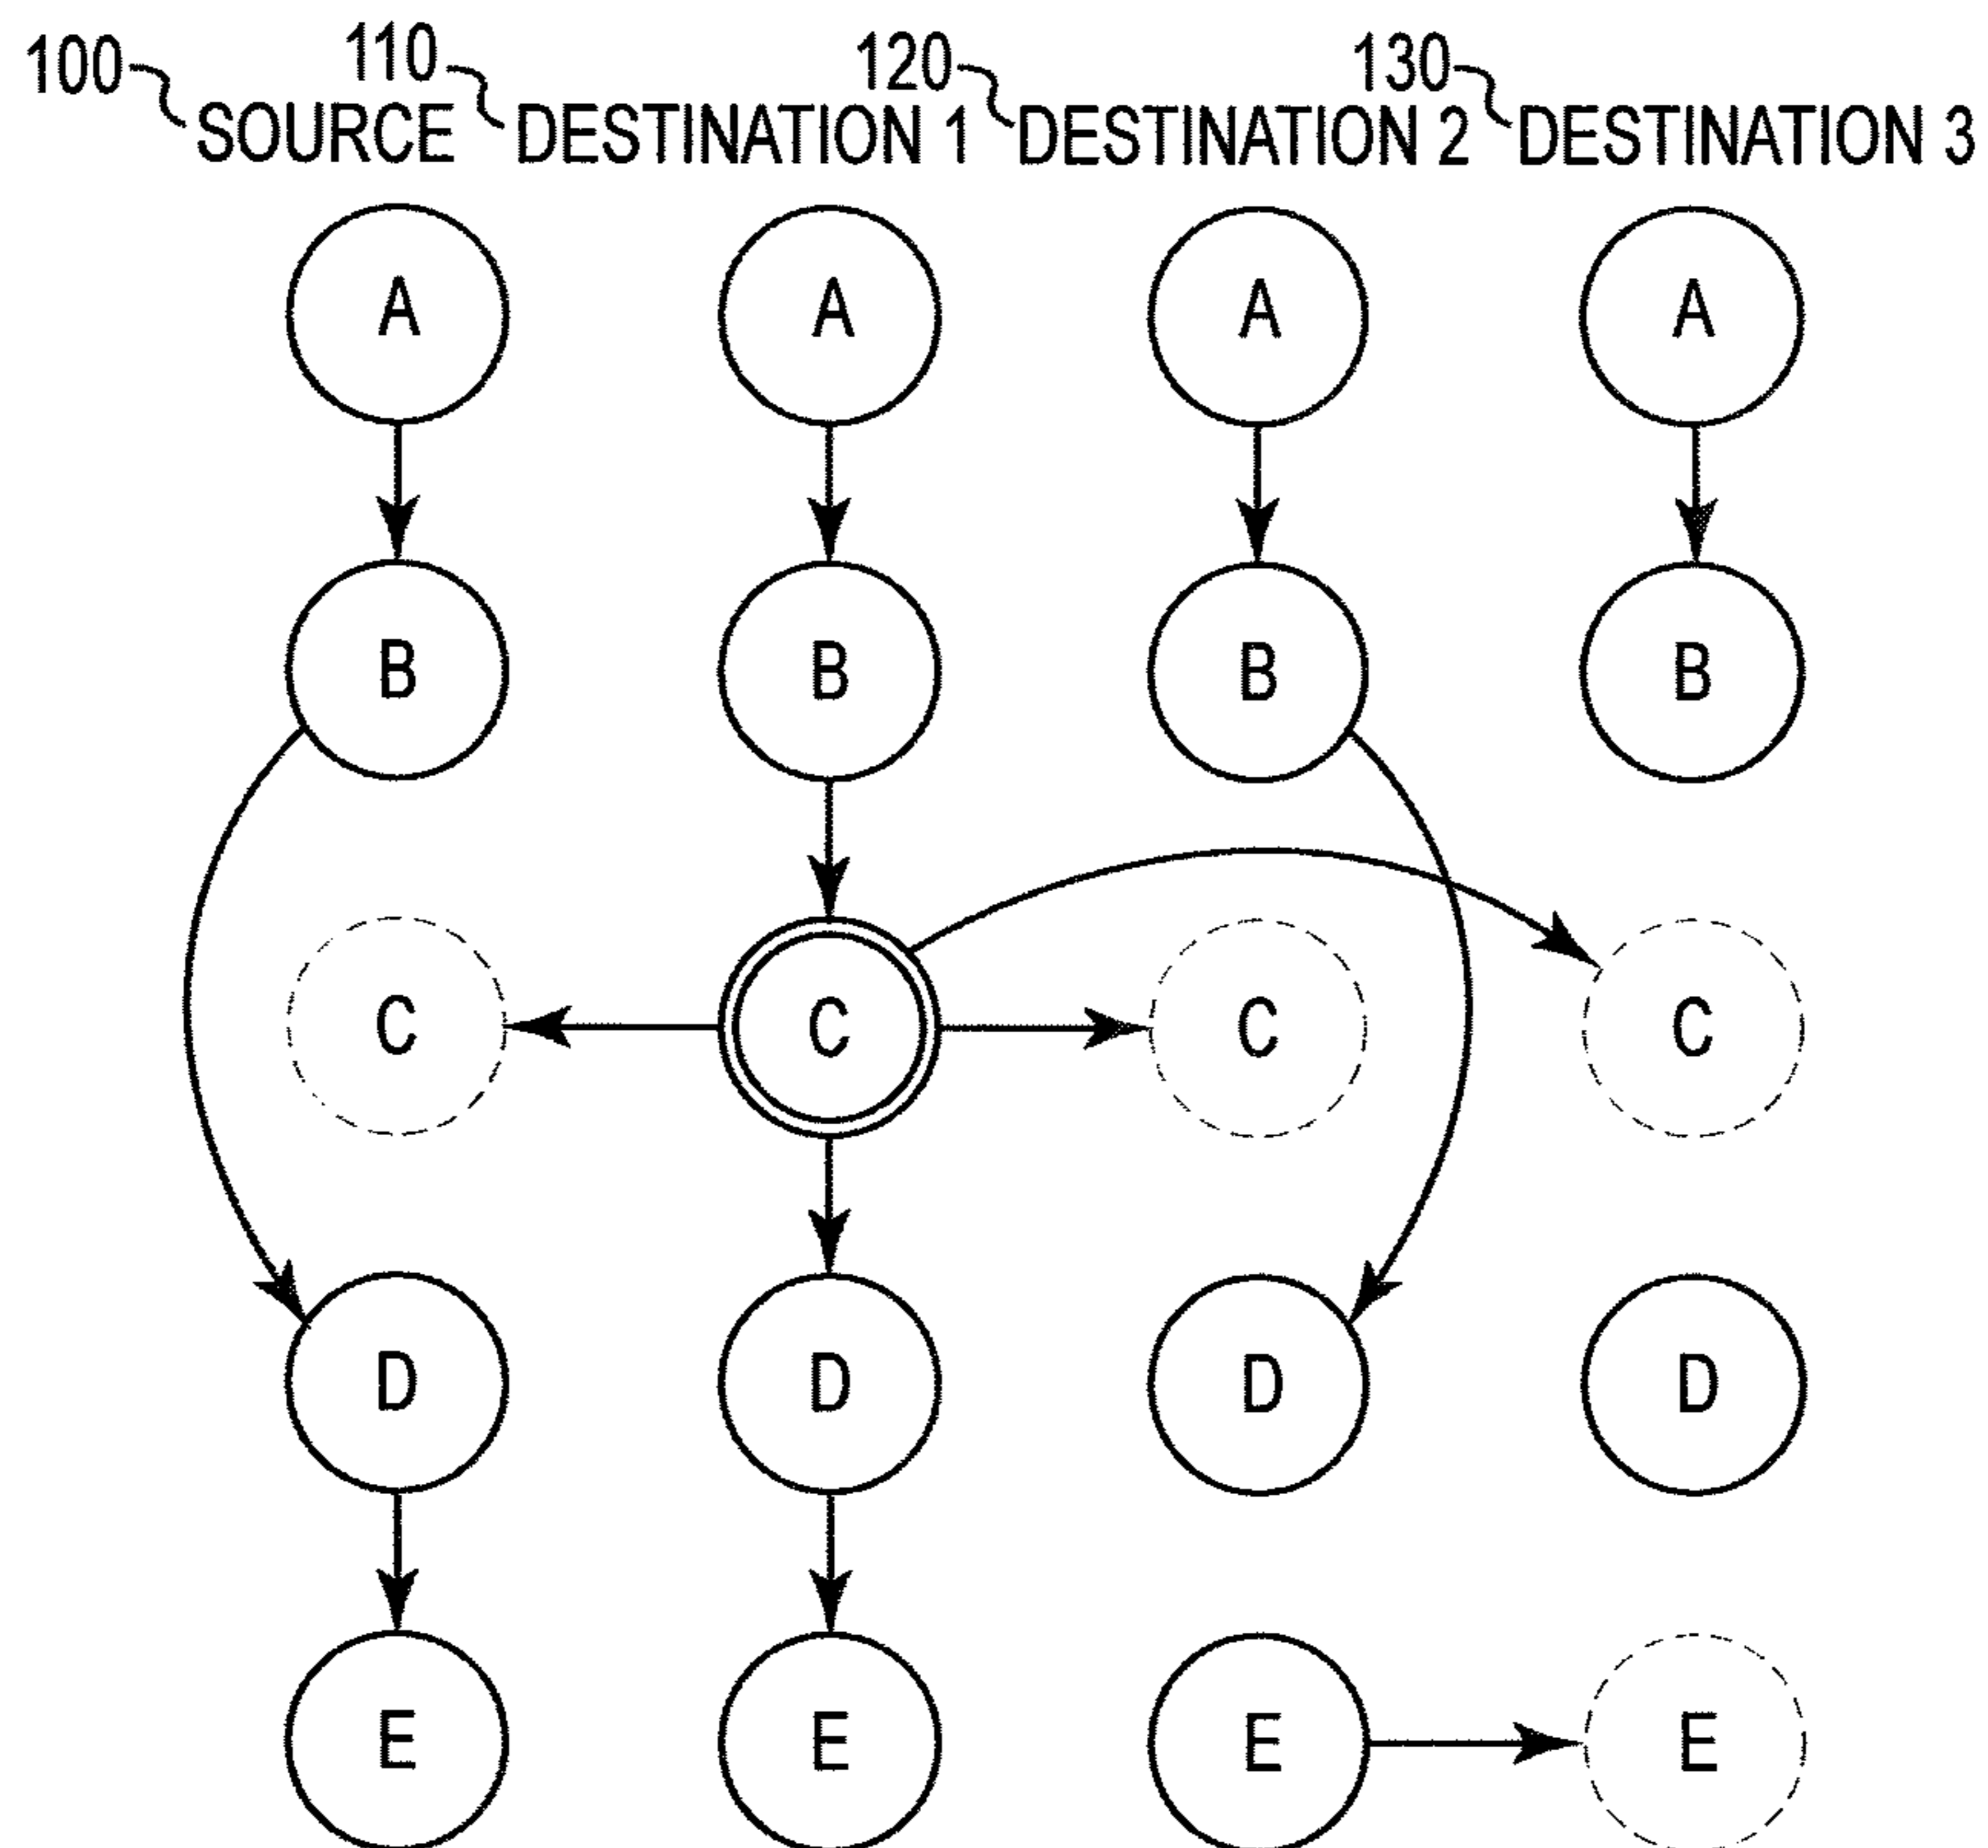 100 110 120 130
SOURCE DESTINATION 1 DESTINATION 2 DESTINATION 3
A A A A
B B B B
C C C C
D D D D
E E E E